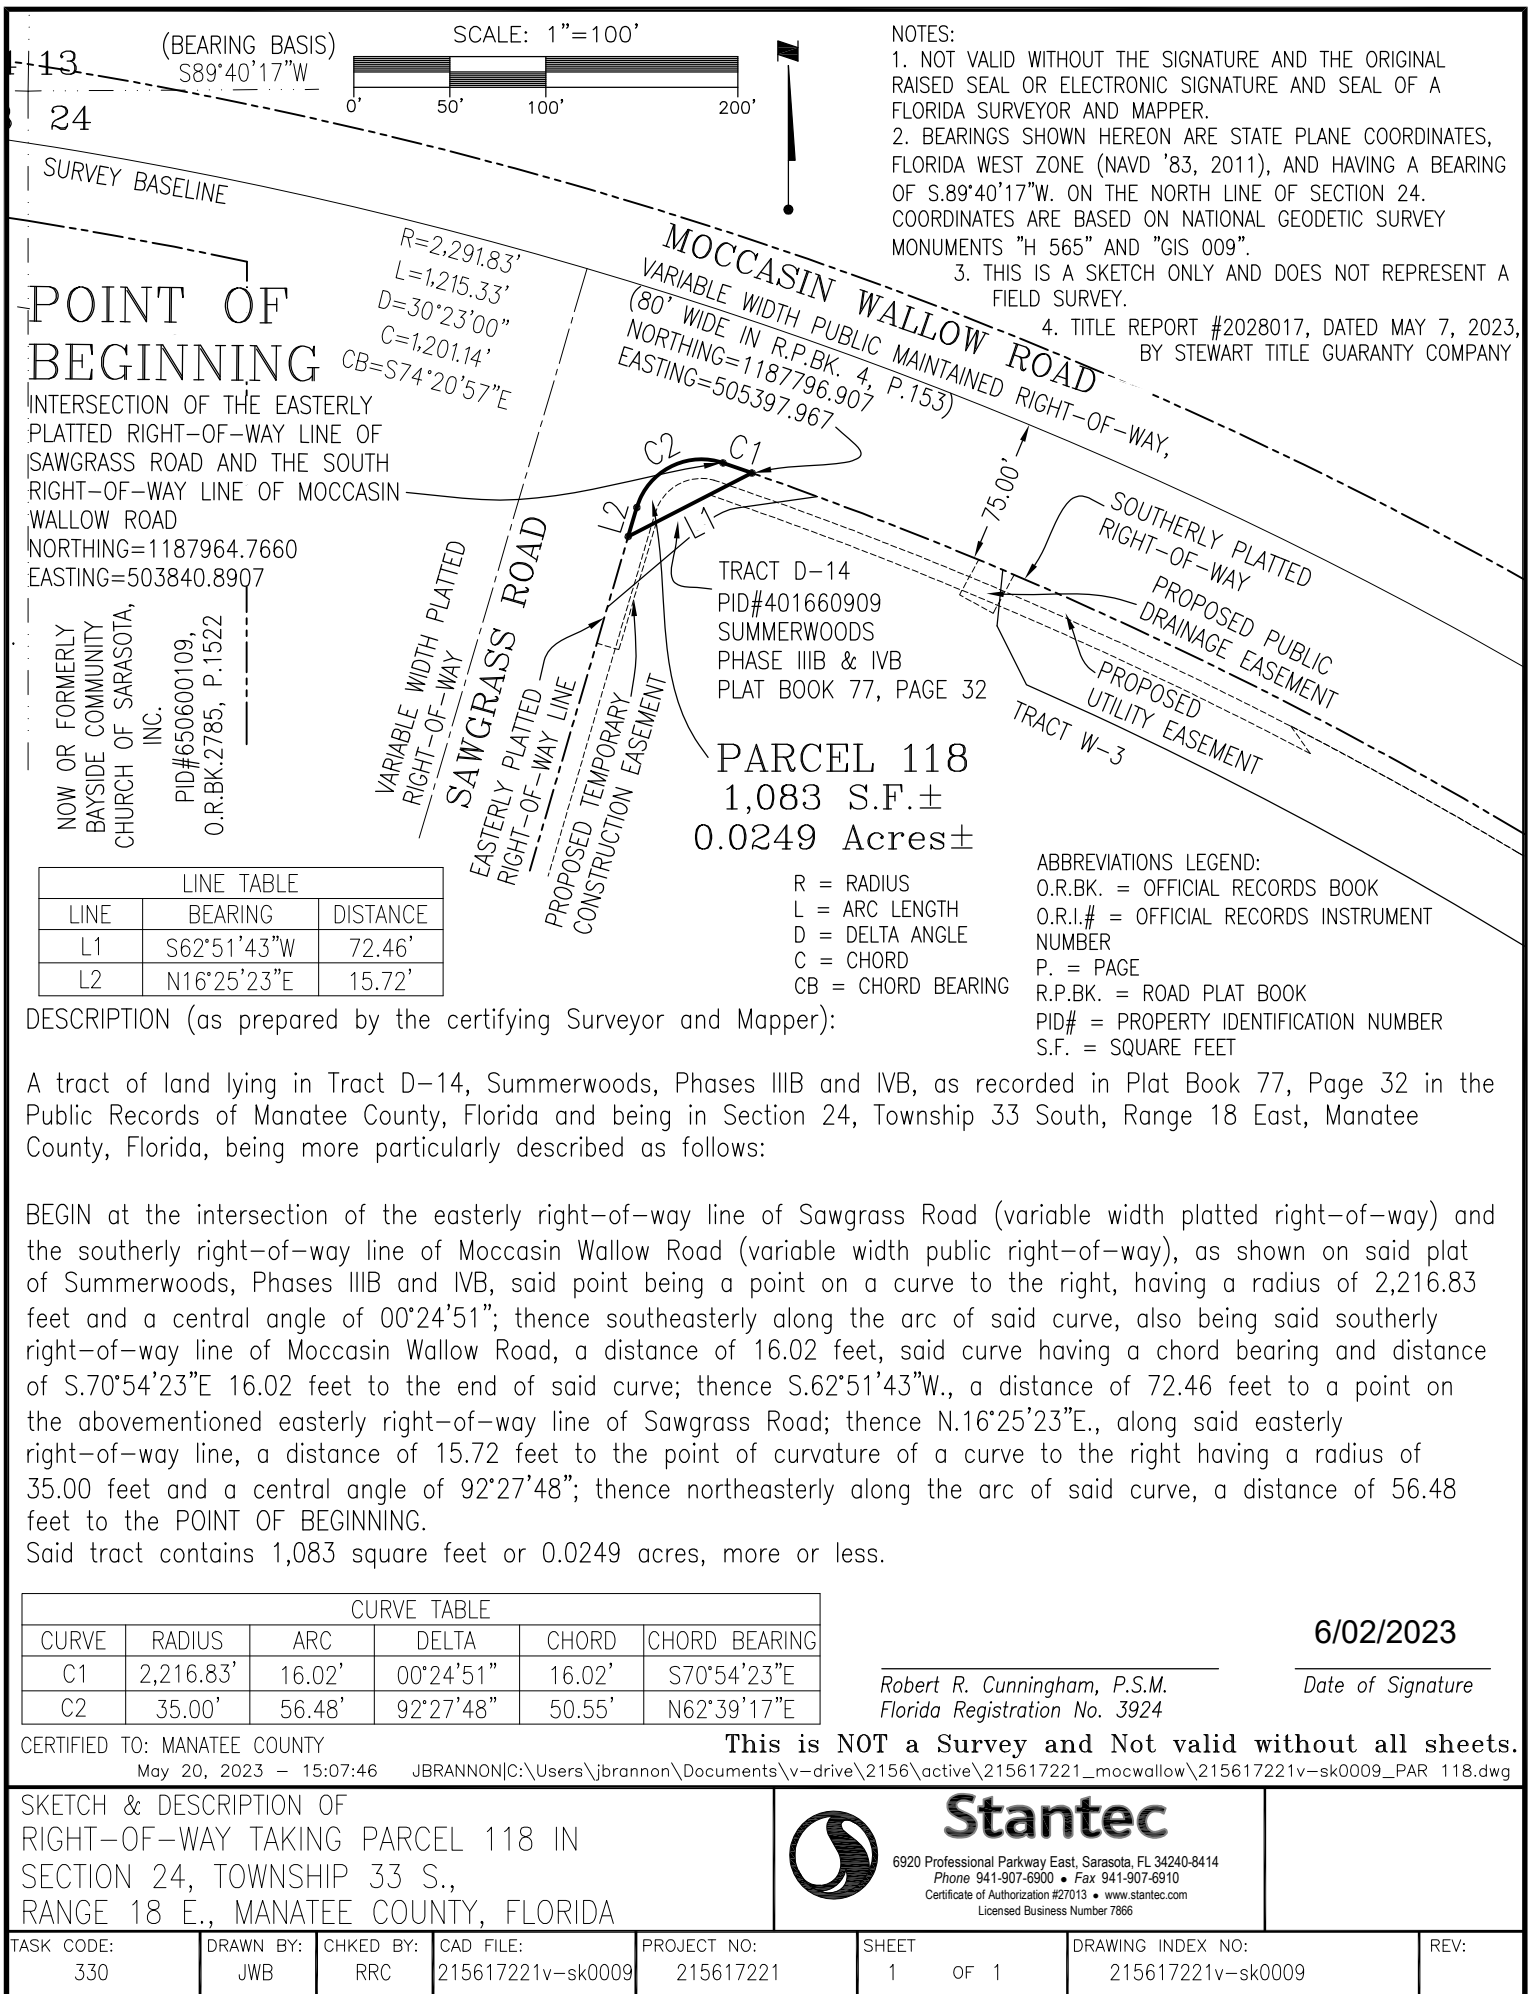 13
24
(BEARING BASIS)
S89°40'17"W
SCALE: 1"=100'
0' 50' 100' 200'
NOTES:
1. NOT VALID WITHOUT THE SIGNATURE AND THE ORIGINAL
RAISED SEAL OR ELECTRONIC SIGNATURE AND SEAL OF A
FLORIDA SURVEYOR AND MAPPER.
2. BEARINGS SHOWN HEREON ARE STATE PLANE COORDINATES,
FLORIDA WEST ZONE (NAVD '83, 2011), AND HAVING A BEARING
OF S.89°40'17"W. ON THE NORTH LINE OF SECTION 24.
COORDINATES ARE BASED ON NATIONAL GEODETIC SURVEY
MONUMENTS "H 565" AND "GIS 009".
3. THIS IS A SKETCH ONLY AND DOES NOT REPRESENT A
FIELD SURVEY.
4. TITLE REPORT #2028017, DATED MAY 7, 2023,
BY STEWART TITLE GUARANTY COMPANY
SURVEY BASELINE
R=2,291.83'
L=1,215.33'
D=30°23'00"
C=1,201.14'
CB=S74°20'57"E
MOCCASIN WALLOW ROAD
VARIABLE WIDTH PUBLIC MAINTAINED RIGHT-OF-WAY,
(80' WIDE IN R.P.BK. 4, P.153)
NORTHING=1187796.907
EASTING=505397.967
POINT OF
BEGINNING
INTERSECTION OF THE EASTERLY
PLATTED RIGHT-OF-WAY LINE OF
SAWGRASS ROAD AND THE SOUTH
RIGHT-OF-WAY LINE OF MOCCASIN
WALLOW ROAD
NORTHING=1187964.7660
EASTING=503840.8907
C2
C1
L2
L1
75.00'
SOUTHERLY PLATTED
RIGHT-OF-WAY
PROPOSED PUBLIC
DRAINAGE EASEMENT
PROPOSED
UTILITY EASEMENT
TRACT W-3
TRACT D-14
PID#401660909
SUMMERWOODS
PHASE IIIB & IVB
PLAT BOOK 77, PAGE 32
NOW OR FORMERLY
BAYSIDE COMMUNITY
CHURCH OF SARASOTA,
INC.
PID#650600109,
O.R.BK.2785, P.1522
VARIABLE WIDTH PLATTED
RIGHT-OF-WAY
SAWGRASS ROAD
EASTERLY PLATTED
RIGHT-OF-WAY LINE
PROPOSED TEMPORARY
CONSTRUCTION EASEMENT
PARCEL 118
1,083 S.F.±
0.0249 Acres±
R = RADIUS
L = ARC LENGTH
D = DELTA ANGLE
C = CHORD
CB = CHORD BEARING
ABBREVIATIONS LEGEND:
O.R.BK. = OFFICIAL RECORDS BOOK
O.R.I.# = OFFICIAL RECORDS INSTRUMENT
NUMBER
P. = PAGE
R.P.BK. = ROAD PLAT BOOK
PID# = PROPERTY IDENTIFICATION NUMBER
S.F. = SQUARE FEET
LINE TABLE
LINE BEARING DISTANCE
L1 S62°51'43"W 72.46'
L2 N16°25'23"E 15.72'
DESCRIPTION (as prepared by the certifying Surveyor and Mapper):
A tract of land lying in Tract D-14, Summerwoods, Phases IIIB and IVB, as recorded in Plat Book 77, Page 32 in the
Public Records of Manatee County, Florida and being in Section 24, Township 33 South, Range 18 East, Manatee
County, Florida, being more particularly described as follows:
BEGIN at the intersection of the easterly right-of-way line of Sawgrass Road (variable width platted right-of-way) and
the southerly right-of-way line of Moccasin Wallow Road (variable width public right-of-way), as shown on said plat
of Summerwoods, Phases IIIB and IVB, said point being a point on a curve to the right, having a radius of 2,216.83
feet and a central angle of 00°24'51"; thence southeasterly along the arc of said curve, also being said southerly
right-of-way line of Moccasin Wallow Road, a distance of 16.02 feet, said curve having a chord bearing and distance
of S.70°54'23"E 16.02 feet to the end of said curve; thence S.62°51'43"W., a distance of 72.46 feet to a point on
the abovementioned easterly right-of-way line of Sawgrass Road; thence N.16°25'23"E., along said easterly
right-of-way line, a distance of 15.72 feet to the point of curvature of a curve to the right having a radius of
35.00 feet and a central angle of 92°27'48"; thence northeasterly along the arc of said curve, a distance of 56.48
feet to the POINT OF BEGINNING.
Said tract contains 1,083 square feet or 0.0249 acres, more or less.
CURVE TABLE
CURVE RADIUS ARC DELTA CHORD CHORD BEARING
C1 2,216.83' 16.02' 00°24'51" 16.02' S70°54'23"E
C2 35.00' 56.48' 92°27'48" 50.55' N62°39'17"E
6/02/2023
Robert R. Cunningham, P.S.M.
Florida Registration No. 3924
Date of Signature
CERTIFIED TO: MANATEE COUNTY
This is NOT a Survey and Not valid without all sheets.
May 20, 2023 - 15:07:46 JBRANNON|C:\Users\jbrannon\Documents\v-drive\2156\active\215617221_mocwallow\215617221v-sk0009_PAR 118.dwg
SKETCH & DESCRIPTION OF
RIGHT-OF-WAY TAKING PARCEL 118 IN
SECTION 24, TOWNSHIP 33 S.,
RANGE 18 E., MANATEE COUNTY, FLORIDA
Stantec
6920 Professional Parkway East, Sarasota, FL 34240-8414
Phone 941-907-6900 • Fax 941-907-6910
Certificate of Authorization #27013 • www.stantec.com
Licensed Business Number 7866
TASK CODE: DRAWN BY: CHKED BY: CAD FILE: PROJECT NO: SHEET DRAWING INDEX NO: REV:
330 JWB RRC 215617221v-sk0009 215617221 1 OF 1 215617221v-sk0009